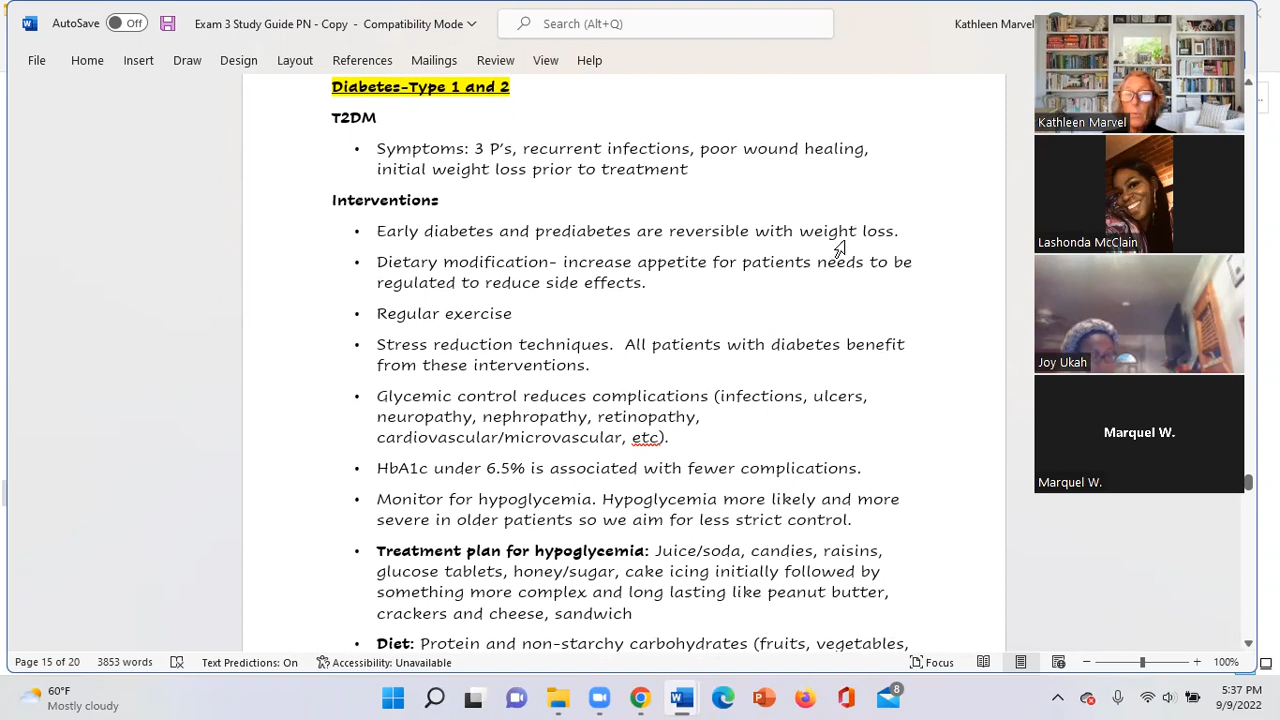 AutoSave Off Exam 3 Study Guide PN - Copy - Compatibility Mode Search (Alt+Q) Kathleen Marvel
File Home Insert Draw Design Layout References Mailings Review View Help
Diabetes-Type 1 and 2
T2DM
• Symptoms: 3 P's, recurrent infections, poor wound healing,
initial weight loss prior to treatment
Interventions
• Early diabetes and prediabetes are reversible with weight loss.
• Dietary modification- increase appetite for patients needs to be
regulated to reduce side effects.
• Regular exercise
• Stress reduction techniques. All patients with diabetes benefit
from these interventions.
• Glycemic control reduces complications (infections, ulcers,
neuropathy, nephropathy, retinopathy,
cardiovascular/microvascular, etc).
• HbA1c under 6.5% is associated with fewer complications.
• Monitor for hypoglycemia. Hypoglycemia more likely and more
severe in older patients so we aim for less strict control.
• Treatment plan for hypoglycemia: Juice/soda, candies, raisins,
glucose tablets, honey/sugar, cake icing initially followed by
something more complex and long lasting like peanut butter,
crackers and cheese, sandwich
• Diet: Protein and non-starchy carbohydrates (fruits, vegetables,
Kathleen Marvel
Lashonda McClain
Joy Ukah
Marquel W.
Marquel W.
Page 15 of 20 3853 words Text Predictions: On Accessibility: Unavailable Focus 100%
60°F
Mostly cloudy
8
5:37 PM
9/9/2022